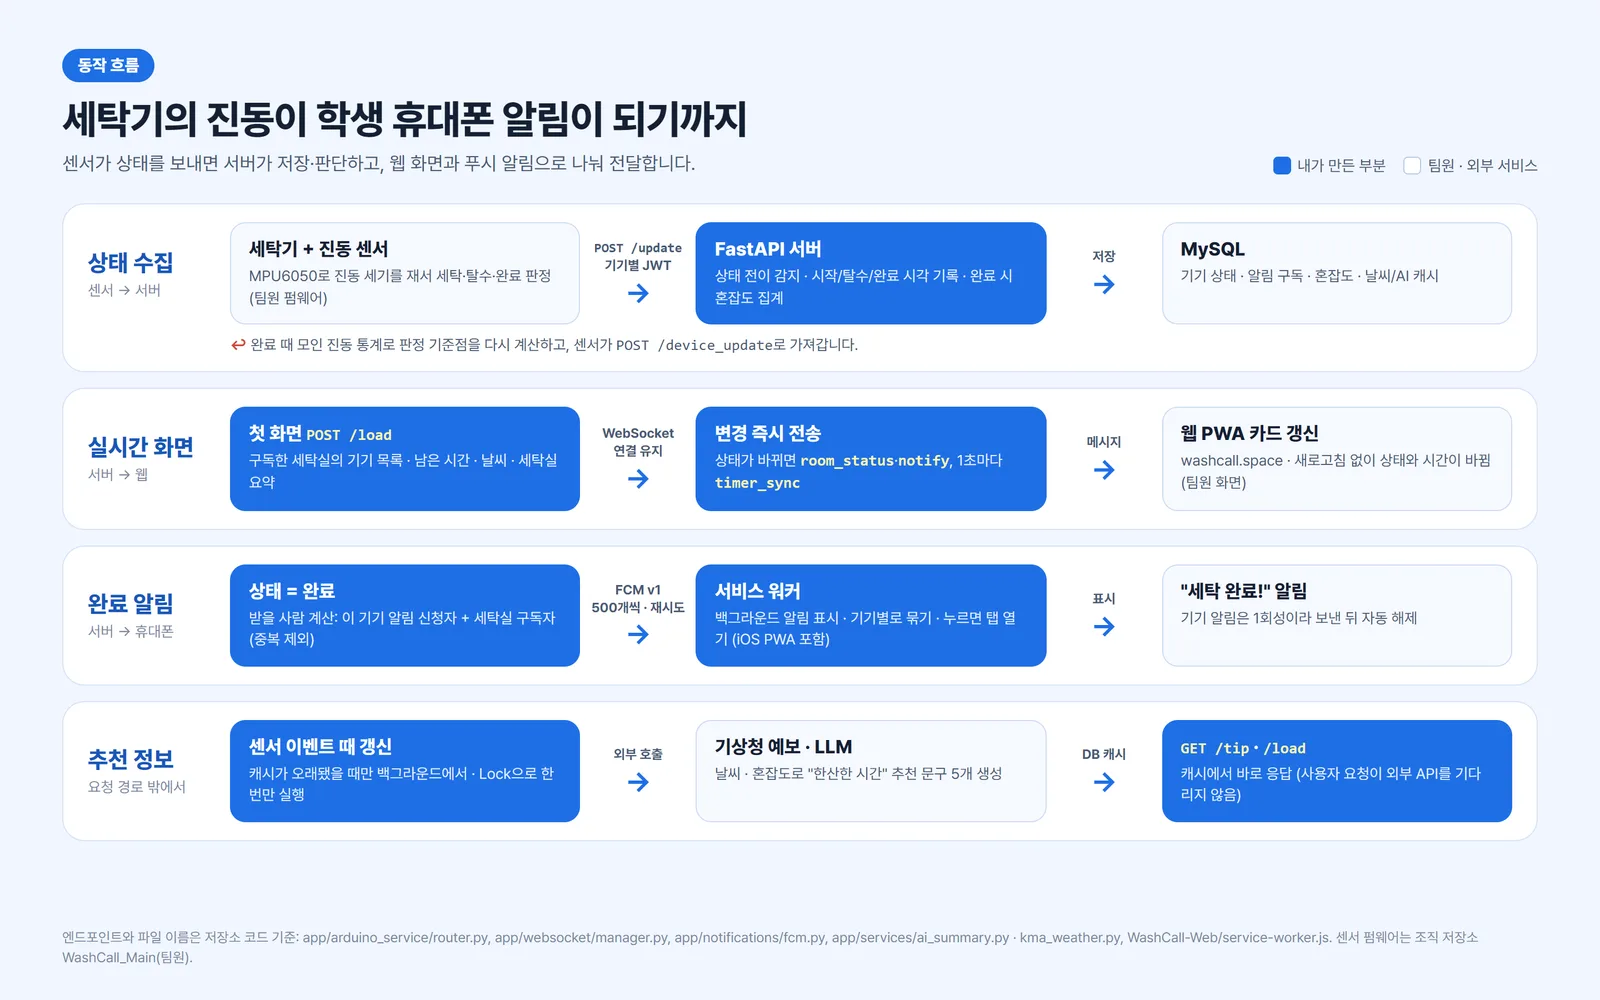 동작 흐름
세탁기의 진동이 학생 휴대폰 알림이 되기까지
센서가 상태를 보내면 서버가 저장·판단하고, 웹 화면과 푸시 알림으로 나눠 전달합니다.
내가 만든 부분
팀원 · 외부 서비스
상태 수집
센서 → 서버
세탁기 + 진동 센서
MPU6050로 진동 세기를 재서 세탁·탈수·완료 판정
(팀원 펌웨어)
POST /update
기기별 JWT
→
FastAPI 서버
상태 전이 감지 · 시작/탈수/완료 시각 기록 · 완료 시
혼잡도 집계
저장
→
MySQL
기기 상태 · 알림 구독 · 혼잡도 · 날씨/AI 캐시
↩ 완료 때 모인 진동 통계로 판정 기준점을 다시 계산하고, 센서가 POST /device_update로 가져갑니다.
실시간 화면
서버 → 웹
첫 화면 POST /load
구독한 세탁실의 기기 목록 · 남은 시간 · 날씨 · 세탁실
요약
WebSocket
연결 유지
→
변경 즉시 전송
상태가 바뀌면 room_status·notify, 1초마다
timer_sync
메시지
→
웹 PWA 카드 갱신
washcall.space · 새로고침 없이 상태와 시간이 바뀜
(팀원 화면)
완료 알림
서버 → 휴대폰
상태 = 완료
받을 사람 계산: 이 기기 알림 신청자 + 세탁실 구독자
(중복 제외)
FCM v1
500개씩 · 재시도
→
서비스 워커
백그라운드 알림 표시 · 기기별로 묶기 · 누르면 탭 열
기 (iOS PWA 포함)
표시
→
"세탁 완료!" 알림
기기 알림은 1회성이라 보낸 뒤 자동 해제
추천 정보
요청 경로 밖에서
센서 이벤트 때 갱신
캐시가 오래됐을 때만 백그라운드에서 · Lock으로 한
번만 실행
외부 호출
→
기상청 예보 · LLM
날씨 · 혼잡도로 "한산한 시간" 추천 문구 5개 생성
DB 캐시
→
GET /tip · /load
캐시에서 바로 응답 (사용자 요청이 외부 API를 기다
리지 않음)
엔드포인트와 파일 이름은 저장소 코드 기준: app/arduino_service/router.py, app/websocket/manager.py, app/notifications/fcm.py, app/services/ai_summary.py · kma_weather.py, WashCall-Web/service-worker.js. 센서 펌웨어는 조직 저장소
WashCall_Main(팀원).